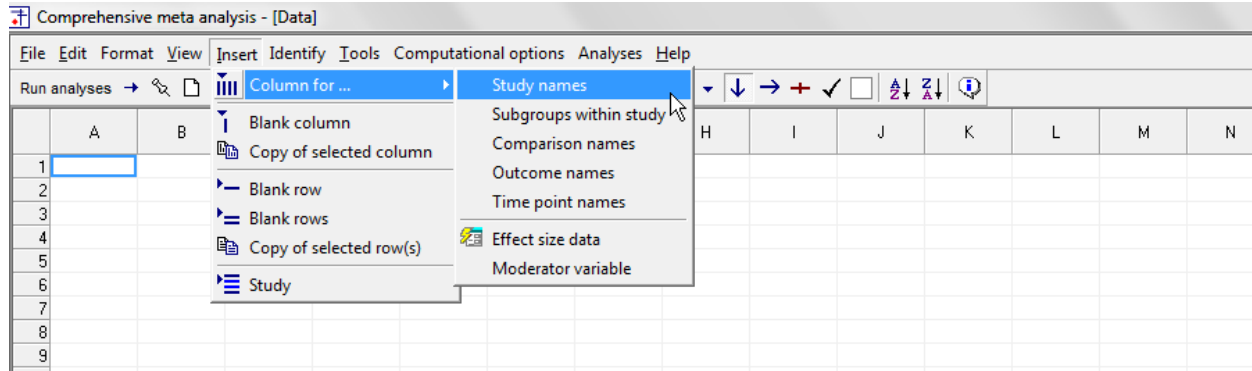 Comprehensive meta analysis - [Data]
File Edit Format View Insert Identify Tools Computational options Analyses Help
Run analyses
Column for ...
Blank column
Copy of selected column
Blank row
Blank rows
Copy of selected row(s)
Study
Study names
Subgroups within study
Comparison names
Outcome names
Time point names
Effect size data
Moderator variable
A B H I J K L M N
1
2
3
4
5
6
7
8
9